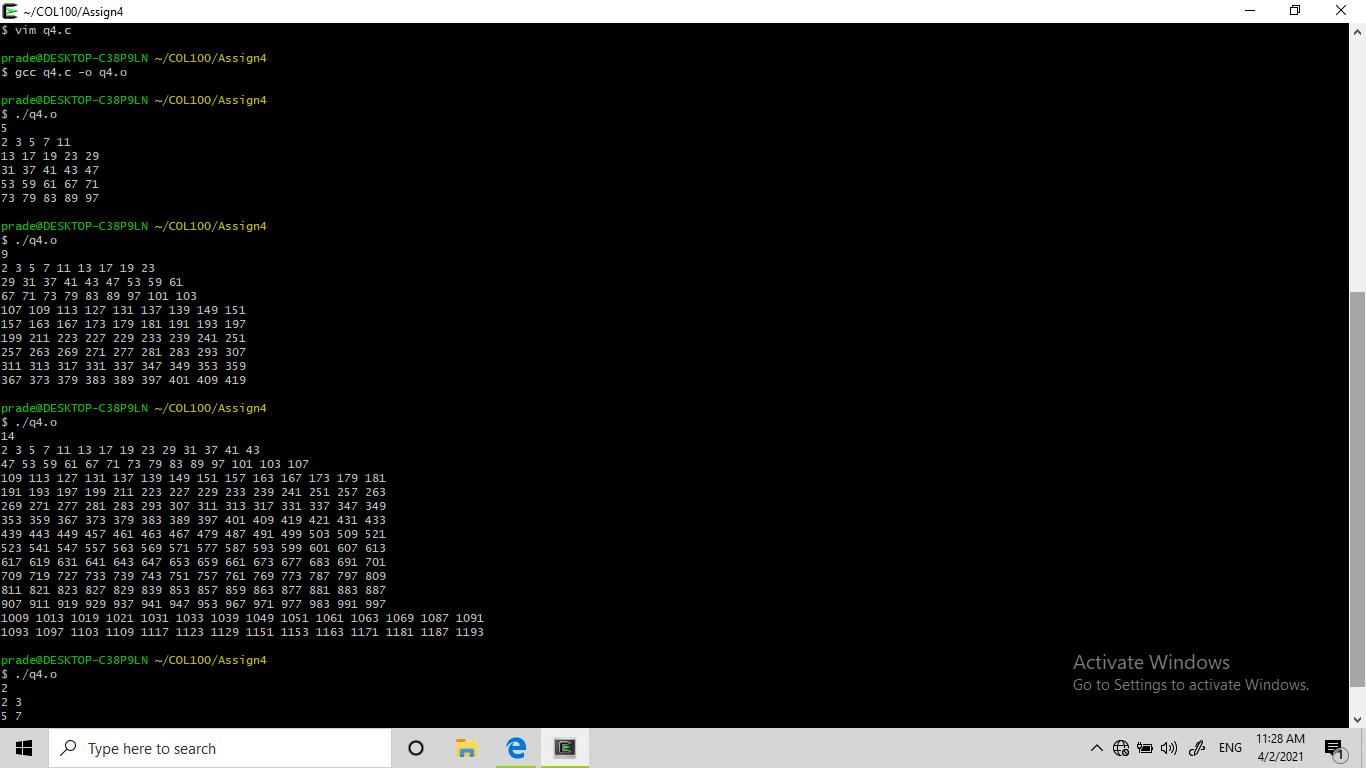 ~/COL100/Assign4
$ vim q4.c
prade@DESKTOP-C38P9LN ~/COL100/Assign4
$ gcc q4.c -o q4.o
prade@DESKTOP-C38P9LN ~/COL100/Assign4
$ ./q4.o
5
2 3 5 7 11
13 17 19 23 29
31 37 41 43 47
53 59 61 67 71
73 79 83 89 97
prade@DESKTOP-C38P9LN ~/COL100/Assign4
$ ./q4.o
9
2 3 5 7 11 13 17 19 23
29 31 37 41 43 47 53 59 61
67 71 73 79 83 89 97 101 103
107 109 113 127 131 137 139 149 151
157 163 167 173 179 181 191 193 197
199 211 223 227 229 233 239 241 251
257 263 269 271 277 281 283 293 307
311 313 317 331 337 347 349 353 359
367 373 379 383 389 397 401 409 419
prade@DESKTOP-C38P9LN ~/COL100/Assign4
$ ./q4.o
14
2 3 5 7 11 13 17 19 23 29 31 37 41 43
47 53 59 61 67 71 73 79 83 89 97 101 103 107
109 113 127 131 137 139 149 151 157 163 167 173 179 181
191 193 197 199 211 223 227 229 233 239 241 251 257 263
269 271 277 281 283 293 307 311 313 317 331 337 347 349
353 359 367 373 379 383 389 397 401 409 419 421 431 433
439 443 449 457 461 463 467 479 487 491 499 503 509 521
523 541 547 557 563 569 571 577 587 593 599 601 607 613
617 619 631 641 643 647 653 659 661 673 677 683 691 701
709 719 727 733 739 743 751 757 761 769 773 787 797 809
811 821 823 827 829 839 853 857 859 863 877 881 883 887
907 911 919 929 937 941 947 953 967 971 977 983 991 997
1009 1013 1019 1021 1031 1033 1039 1049 1051 1061 1063 1069 1087 1091
1093 1097 1103 1109 1117 1123 1129 1151 1153 1163 1171 1181 1187 1193
prade@DESKTOP-C38P9LN ~/COL100/Assign4
$ ./q4.o
2
2 3
5 7
Activate Windows
Go to Settings to activate Windows.
Type here to search
ENG
11:28 AM
4/2/2021
1